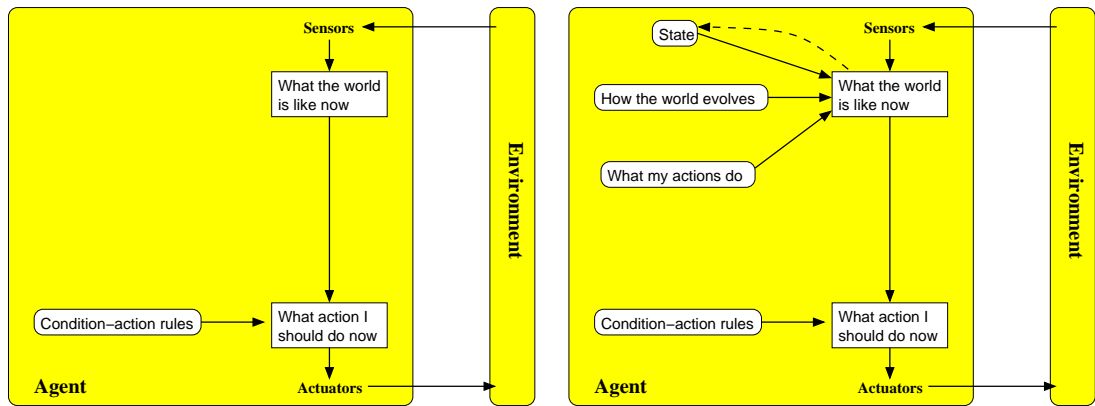 Sensors
What the world
is like now
Environment
Condition−action rules
What action I
should do now
Agent
Actuators
Sensors
State
What the world
is like now
How the world evolves
What my actions do
Environment
Condition−action rules
What action I
should do now
Agent
Actuators